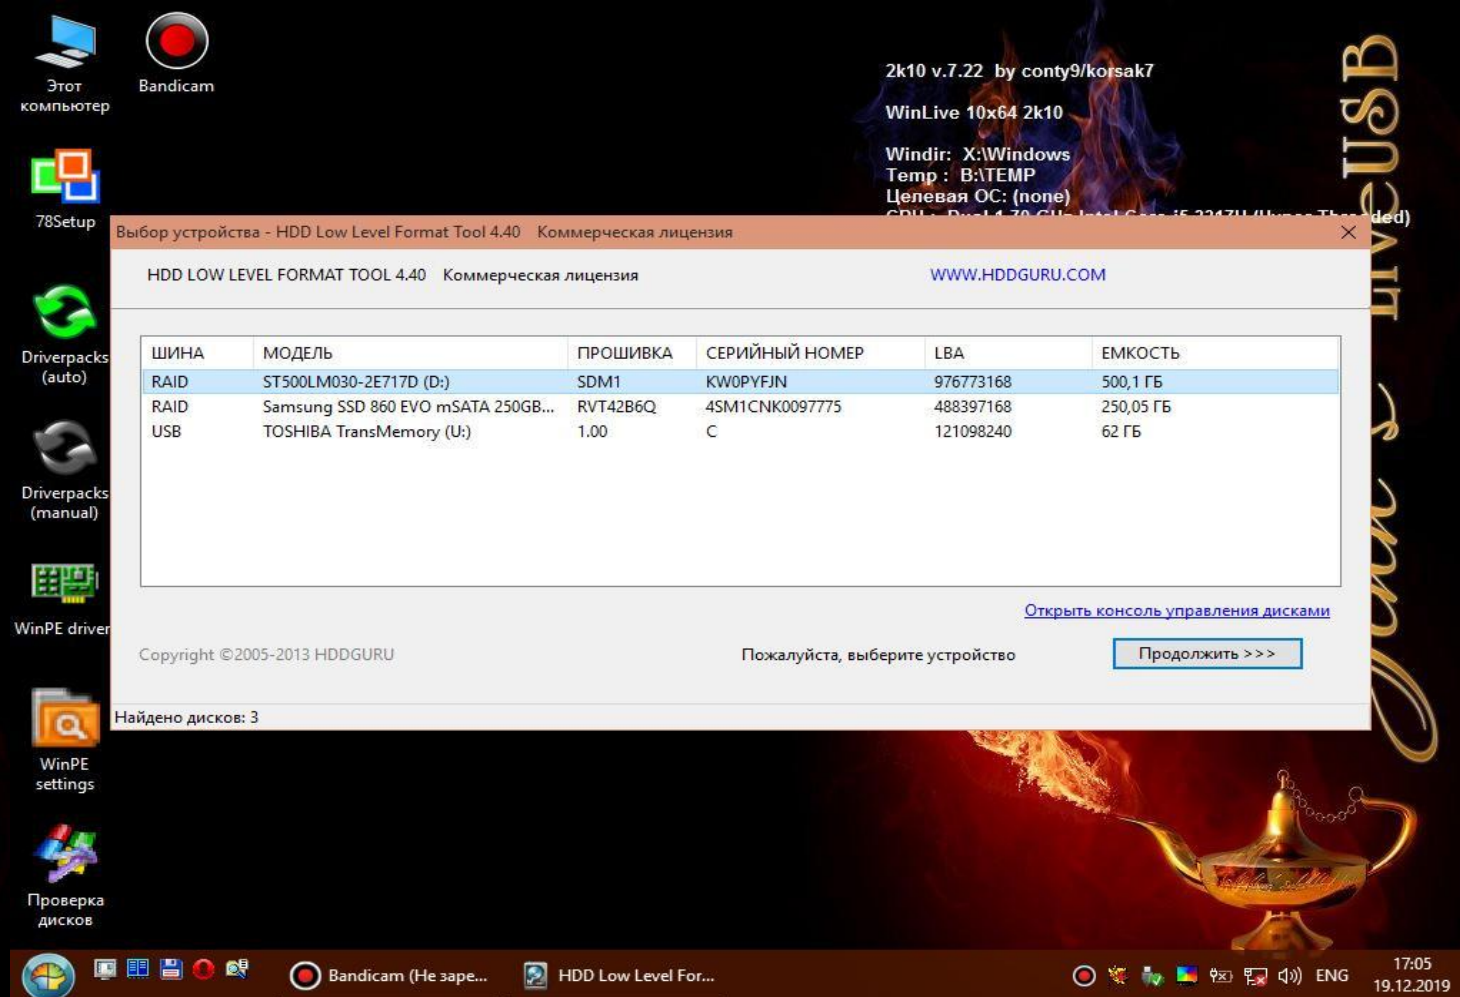 Этот
компьютер
Bandicam
2k10 v.7.22 by conty9/korsak7
WinLive 10x64 2k10
Windir: X:\Windows
Temp : B:\TEMP
Целевая ОС: (none)
LiveUSB
78Setup
Выбор устройства - HDD Low Level Format Tool 4.40 Коммерческая лицензия
HDD LOW LEVEL FORMAT TOOL 4.40 Коммерческая лицензия
WWW.HDDGURU.COM
Driverpacks
(auto)
ШИНА МОДЕЛЬ ПРОШИВКА СЕРИЙНЫЙ НОМЕР LBA ЕМКОСТЬ
RAID ST500LM030-2E717D (D:) SDM1 KW0PYFJN 976773168 500,1 ГБ
RAID Samsung SSD 860 EVO mSATA 250GB... RVT42B6Q 4SM1CNK0097775 488397168 250,05 ГБ
USB TOSHIBA TransMemory (U:) 1.00 C 121098240 62 ГБ
Driverpacks
(manual)
WinPE driver
Открыть консоль управления дисками
Copyright ©2005-2013 HDDGURU
Пожалуйста, выберите устройство
Продолжить >>>
Найдено дисков: 3
WinPE
settings
Проверка
дисков
Bandicam (Не заре...
HDD Low Level For...
ENG
17:05
19.12.2019